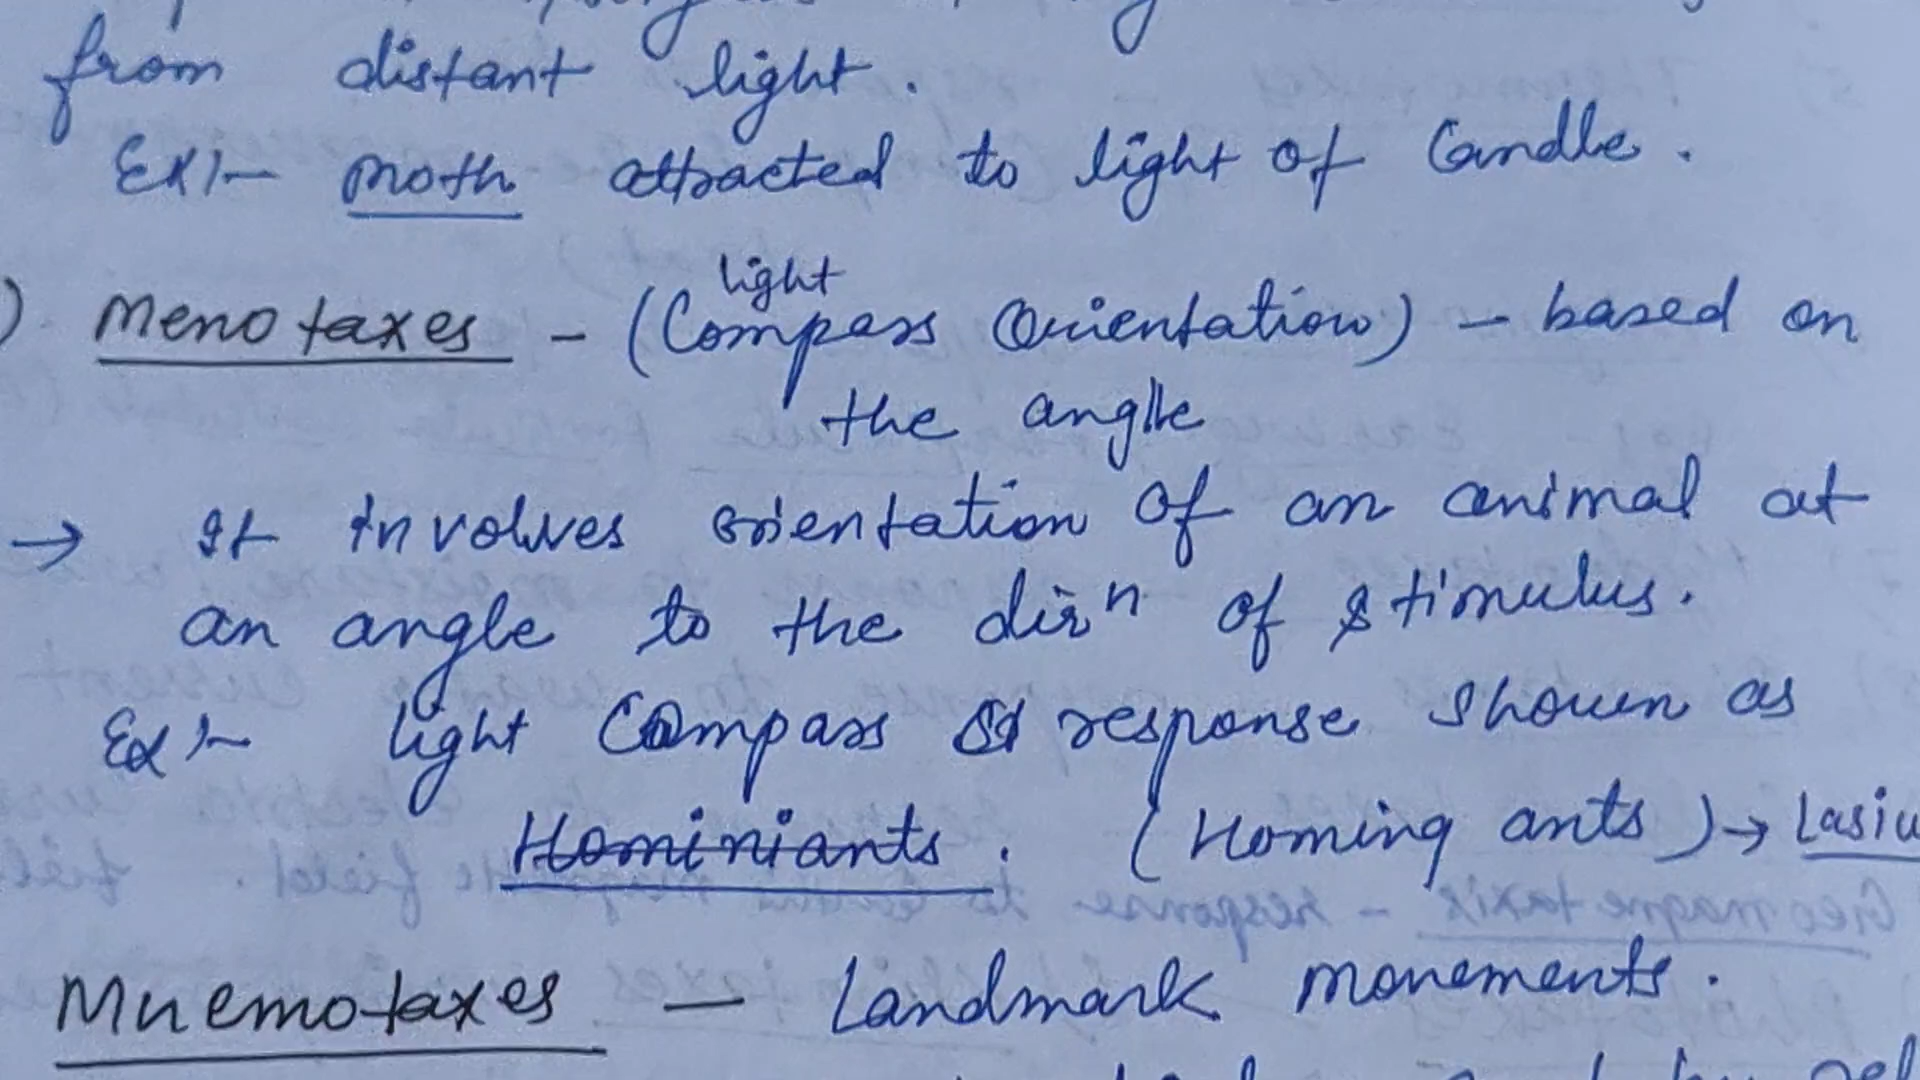 from distant light.
Ex:- moth attracted to light of Candle.
light
) Menotaxes - (Compass Orientation) - based on
the angle
→ It involves orientation of an animal at
an angle to the dirⁿ of stimulus.
Ex:- light Compass response shown as
Hominiants. (Homing ants) → Lasiu
Mnemotaxes - Landmark movements.